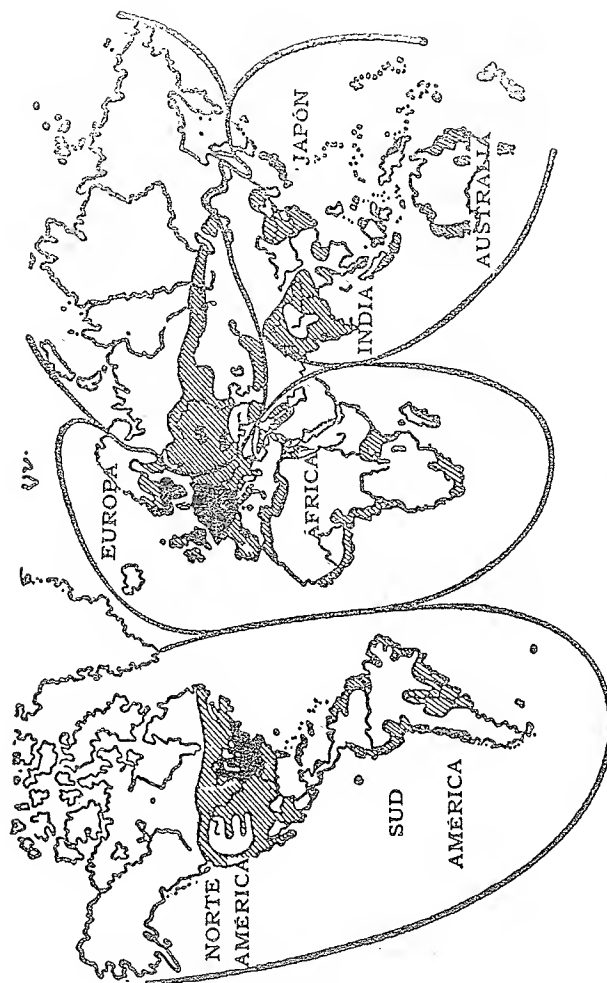 NORTE
AMÉRICA
SUD
AMÉRICA
EUROPA
ÁFRICA
INDIA
JAPÓN
AUSTRALIA